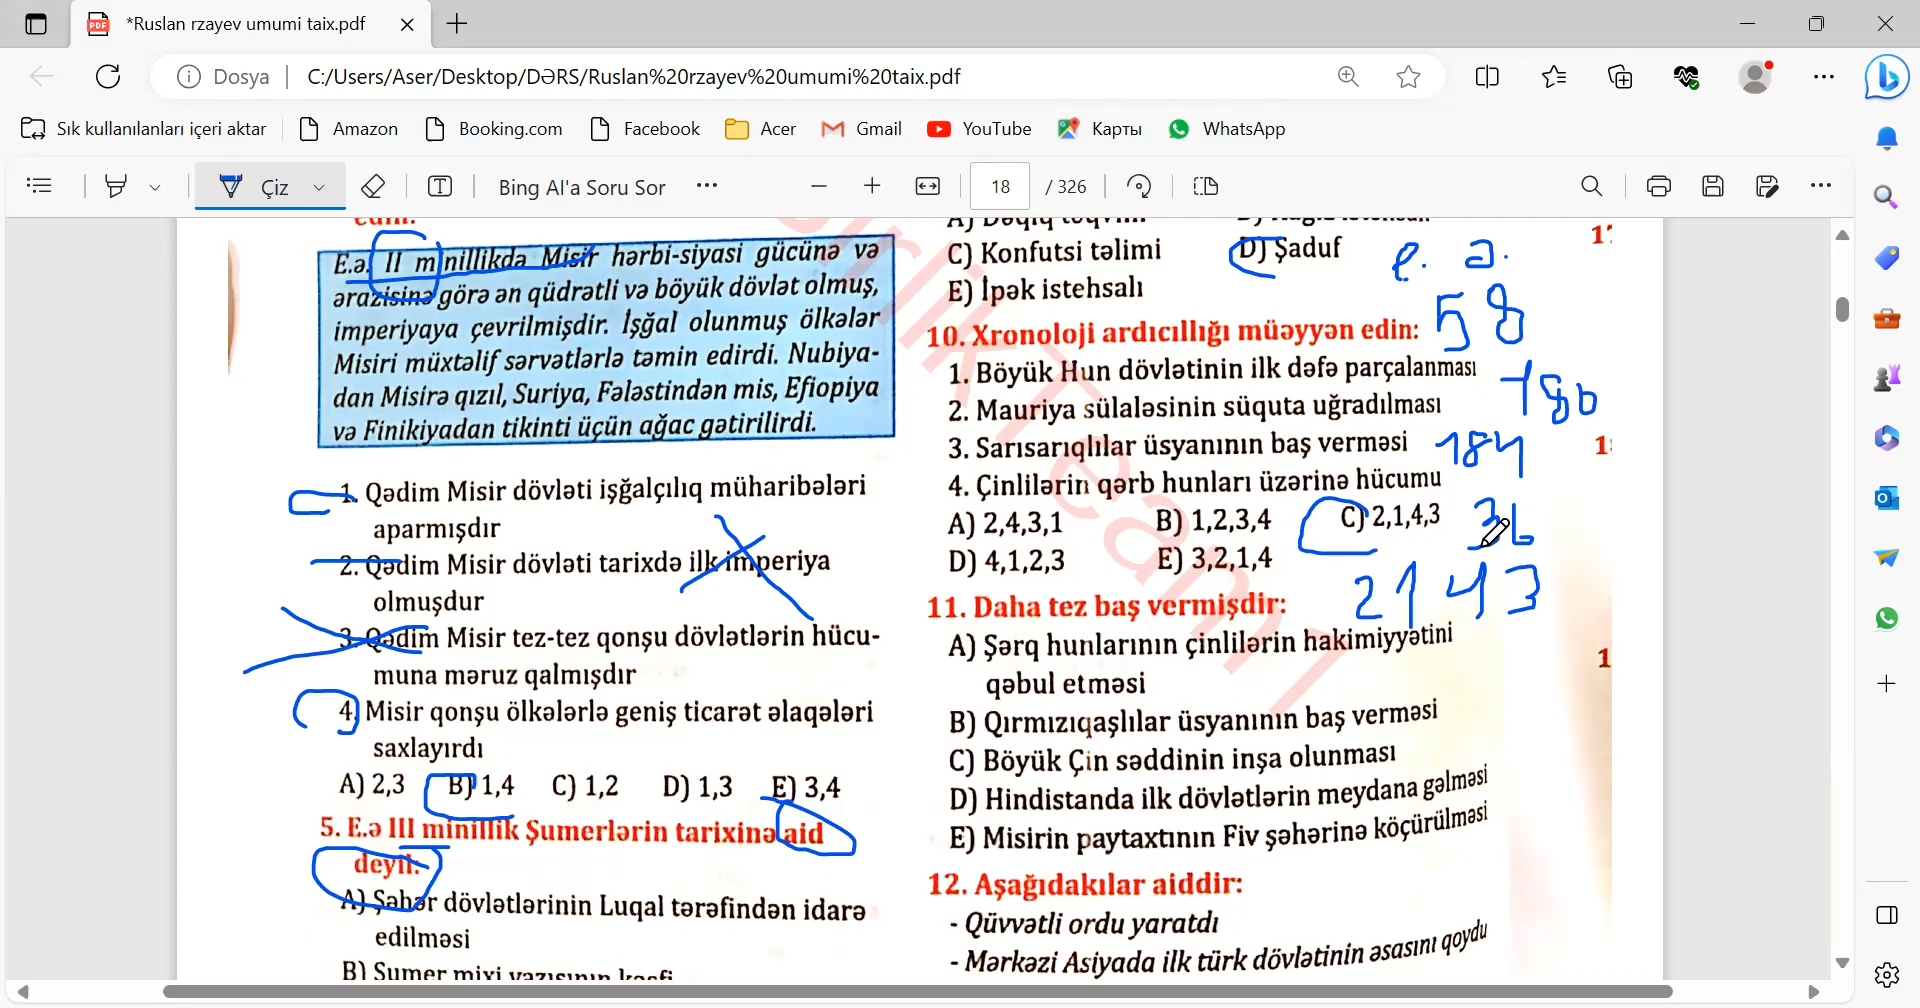 *Ruslan rzayev umumi taix.pdf
Dosya
C:/Users/Aser/Desktop/DƏRS/Ruslan%20rzayev%20umumi%20taix.pdf
Sık kullanılanları içeri aktar
Amazon
Booking.com
Facebook
Acer
Gmail
YouTube
Карты
WhatsApp
Çiz
Bing AI'a Soru Sor
18
/ 326
edin:
E.ə. II minillikdə Misir hərbi-siyasi gücünə və
ərazisinə görə ən qüdrətli və böyük dövlət olmuş,
imperiyaya çevrilmişdir. İşğal olunmuş ölkələr
Misiri müxtəlif sərvətlərlə təmin edirdi. Nubiya-
dan Misirə qızıl, Suriya, Fələstindən mis, Efiopiya
və Finikiyadan tikinti üçün ağac gətirilirdi.
1. Qədim Misir dövləti işğalçılıq müharibələri
aparmışdır
2. Qədim Misir dövləti tarixdə ilk imperiya
olmuşdur
3. Qədim Misir tez-tez qonşu dövlətlərin hücu-
muna məruz qalmışdır
4. Misir qonşu ölkələrlə geniş ticarət əlaqələri
saxlayırdı
A) 2,3 B) 1,4 C) 1,2 D) 1,3 E) 3,4
5. E.ə III minillik Şumerlərin tarixinə aid
deyil:
A) Şəhər dövlətlərinin Luqal tərəfindən idarə
edilməsi
B) Şumer mixi yazısının kəşfi
A) Dəqiq təqvim
C) Konfutsi təlimi D) Şaduf
E) İpək istehsalı
e. ə.
10. Xronoloji ardıcıllığı müəyyən edin:
58
1. Böyük Hun dövlətinin ilk dəfə parçalanması
2. Mauriya sülaləsinin süquta uğradılması
3. Sarısarıqlılar üsyanının baş verməsi
184
4. Çinlilərin qərb hunları üzərinə hücumu
A) 2,4,3,1 B) 1,2,3,4 C) 2,1,4,3
D) 4,1,2,3 E) 3,2,1,4
2 1 4 3
11. Daha tez baş vermişdir:
A) Şərq hunlarının çinlilərin hakimiyyətini
qəbul etməsi
B) Qırmızıqaşlılar üsyanının baş verməsi
C) Böyük Çin səddinin inşa olunması
D) Hindistanda ilk dövlətlərin meydana gəlməsi
E) Misirin paytaxtının Fiv şəhərinə köçürülməsi
12. Aşağıdakılar aiddir:
- Qüvvətli ordu yaratdı
- Mərkəzi Asiyada ilk türk dövlətinin əsasını qoydu
BirlikTeam1